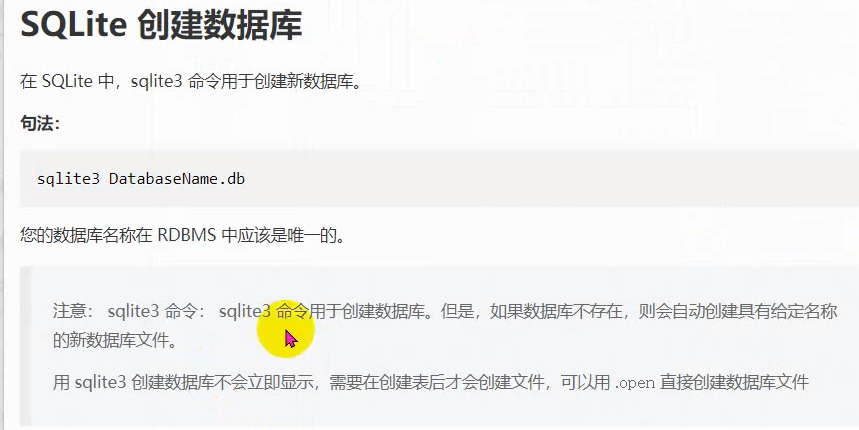 SQLite 创建数据库
在 SQLite 中，sqlite3 命令用于创建新数据库。
句法：
sqlite3 DatabaseName.db
您的数据库名称在 RDBMS 中应该是唯一的。
注意： sqlite3 命令： sqlite3 命令用于创建数据库。但是，如果数据库不存在，则会自动创建具有给定名称
的新数据库文件。
用 sqlite3 创建数据库不会立即显示，需要在创建表后才会创建文件，可以用 .open 直接创建数据库文件